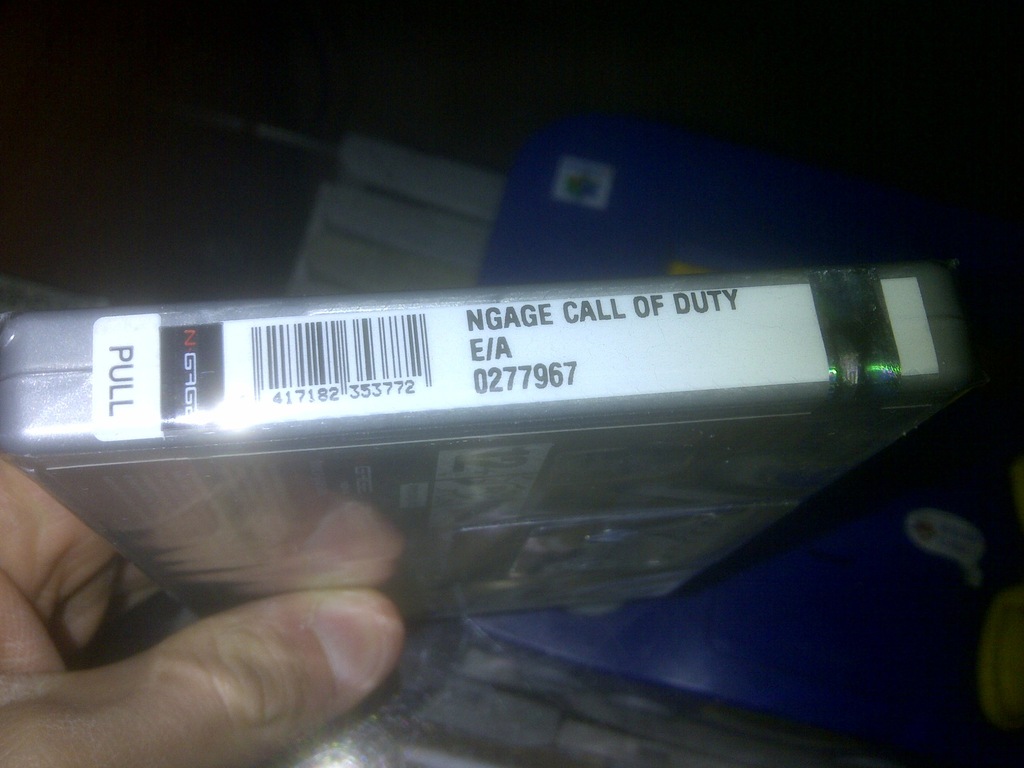 PULL
N-GAGE
417182 353772
NGAGE CALL OF DUTY
E/A
0277967